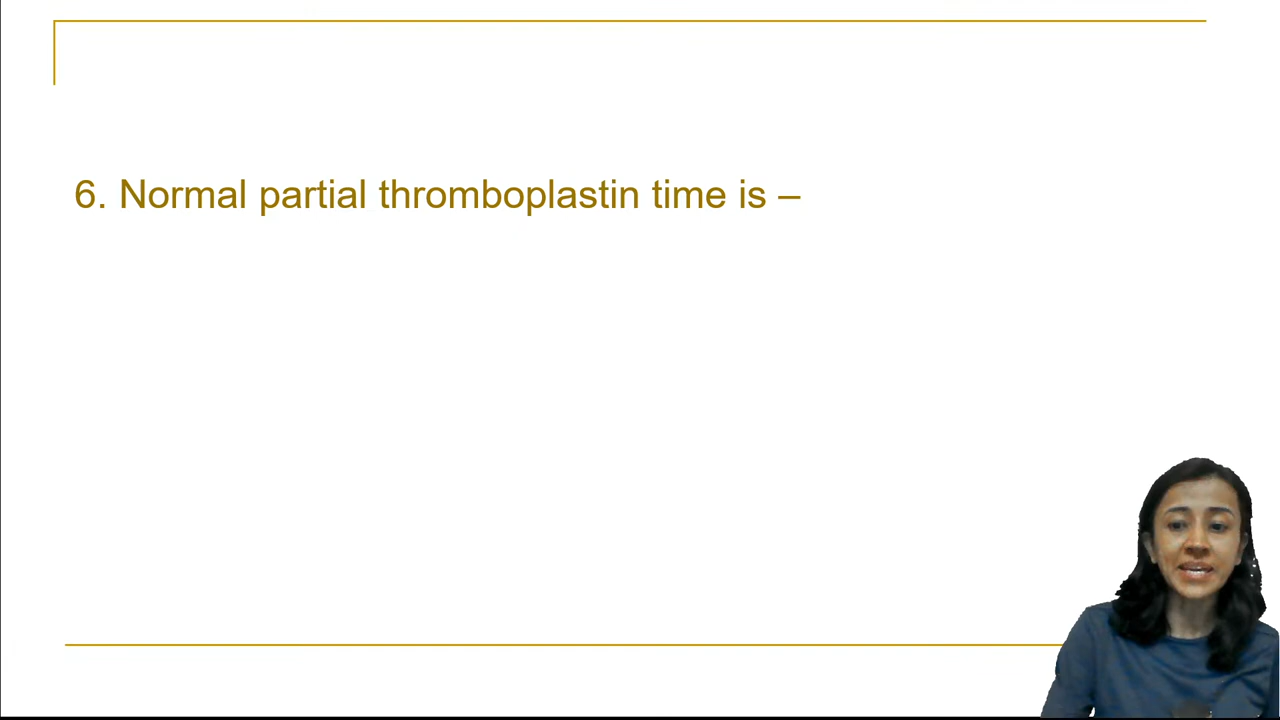 6. Normal partial thromboplastin time is –